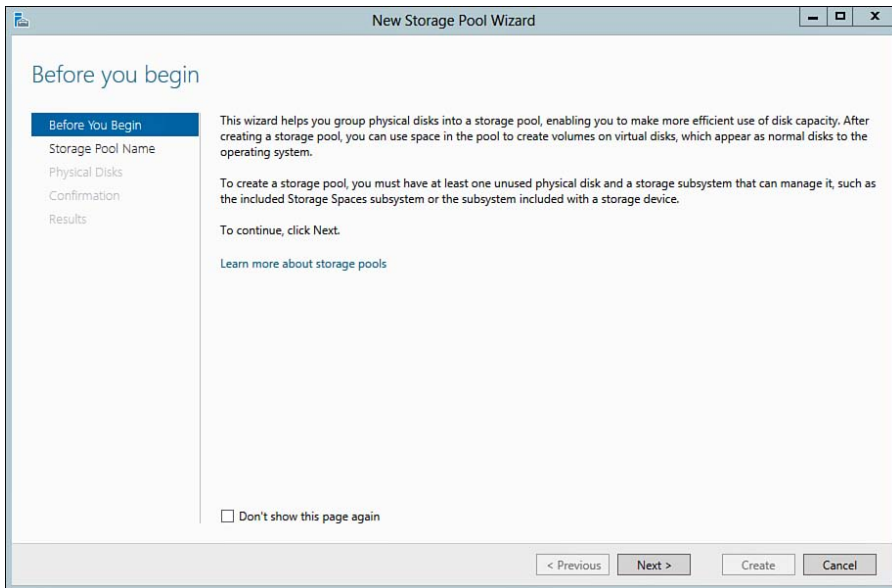 New Storage Pool Wizard
Before you begin
Before You Begin
Storage Pool Name
Physical Disks
Confirmation
Results
This wizard helps you group physical disks into a storage pool, enabling you to make more efficient use of disk capacity. After
creating a storage pool, you can use space in the pool to create volumes on virtual disks, which appear as normal disks to the
operating system.
To create a storage pool, you must have at least one unused physical disk and a storage subsystem that can manage it, such as
the included Storage Spaces subsystem or the subsystem included with a storage device.
To continue, click Next.
Learn more about storage pools
Don't show this page again
< Previous
Next >
Create
Cancel